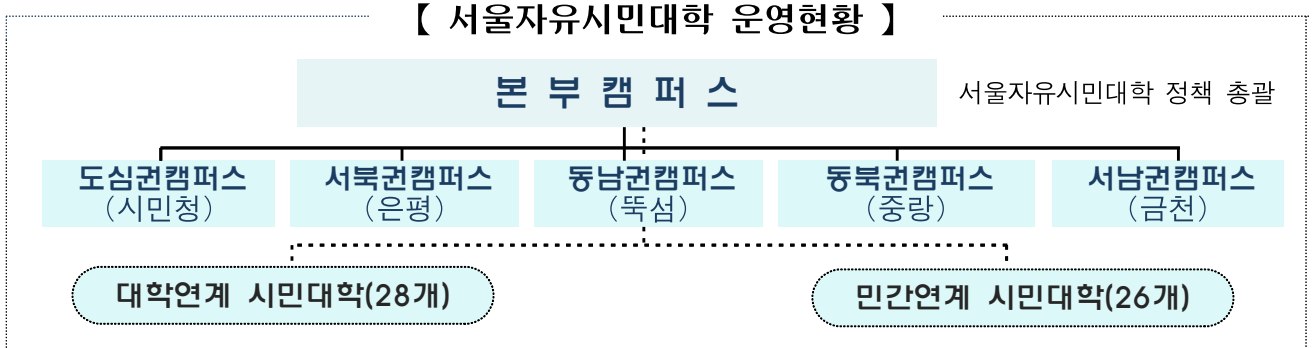 【 서울자유시민대학 운영현황 】
본부캠퍼스
서울자유시민대학 정책 총괄
도심권캠퍼스
(시민청)
서북권캠퍼스
(은평)
동남권캠퍼스
(뚝섬)
동북권캠퍼스
(중랑)
서남권캠퍼스
(금천)
대학연계 시민대학(28개)
민간연계 시민대학(26개)